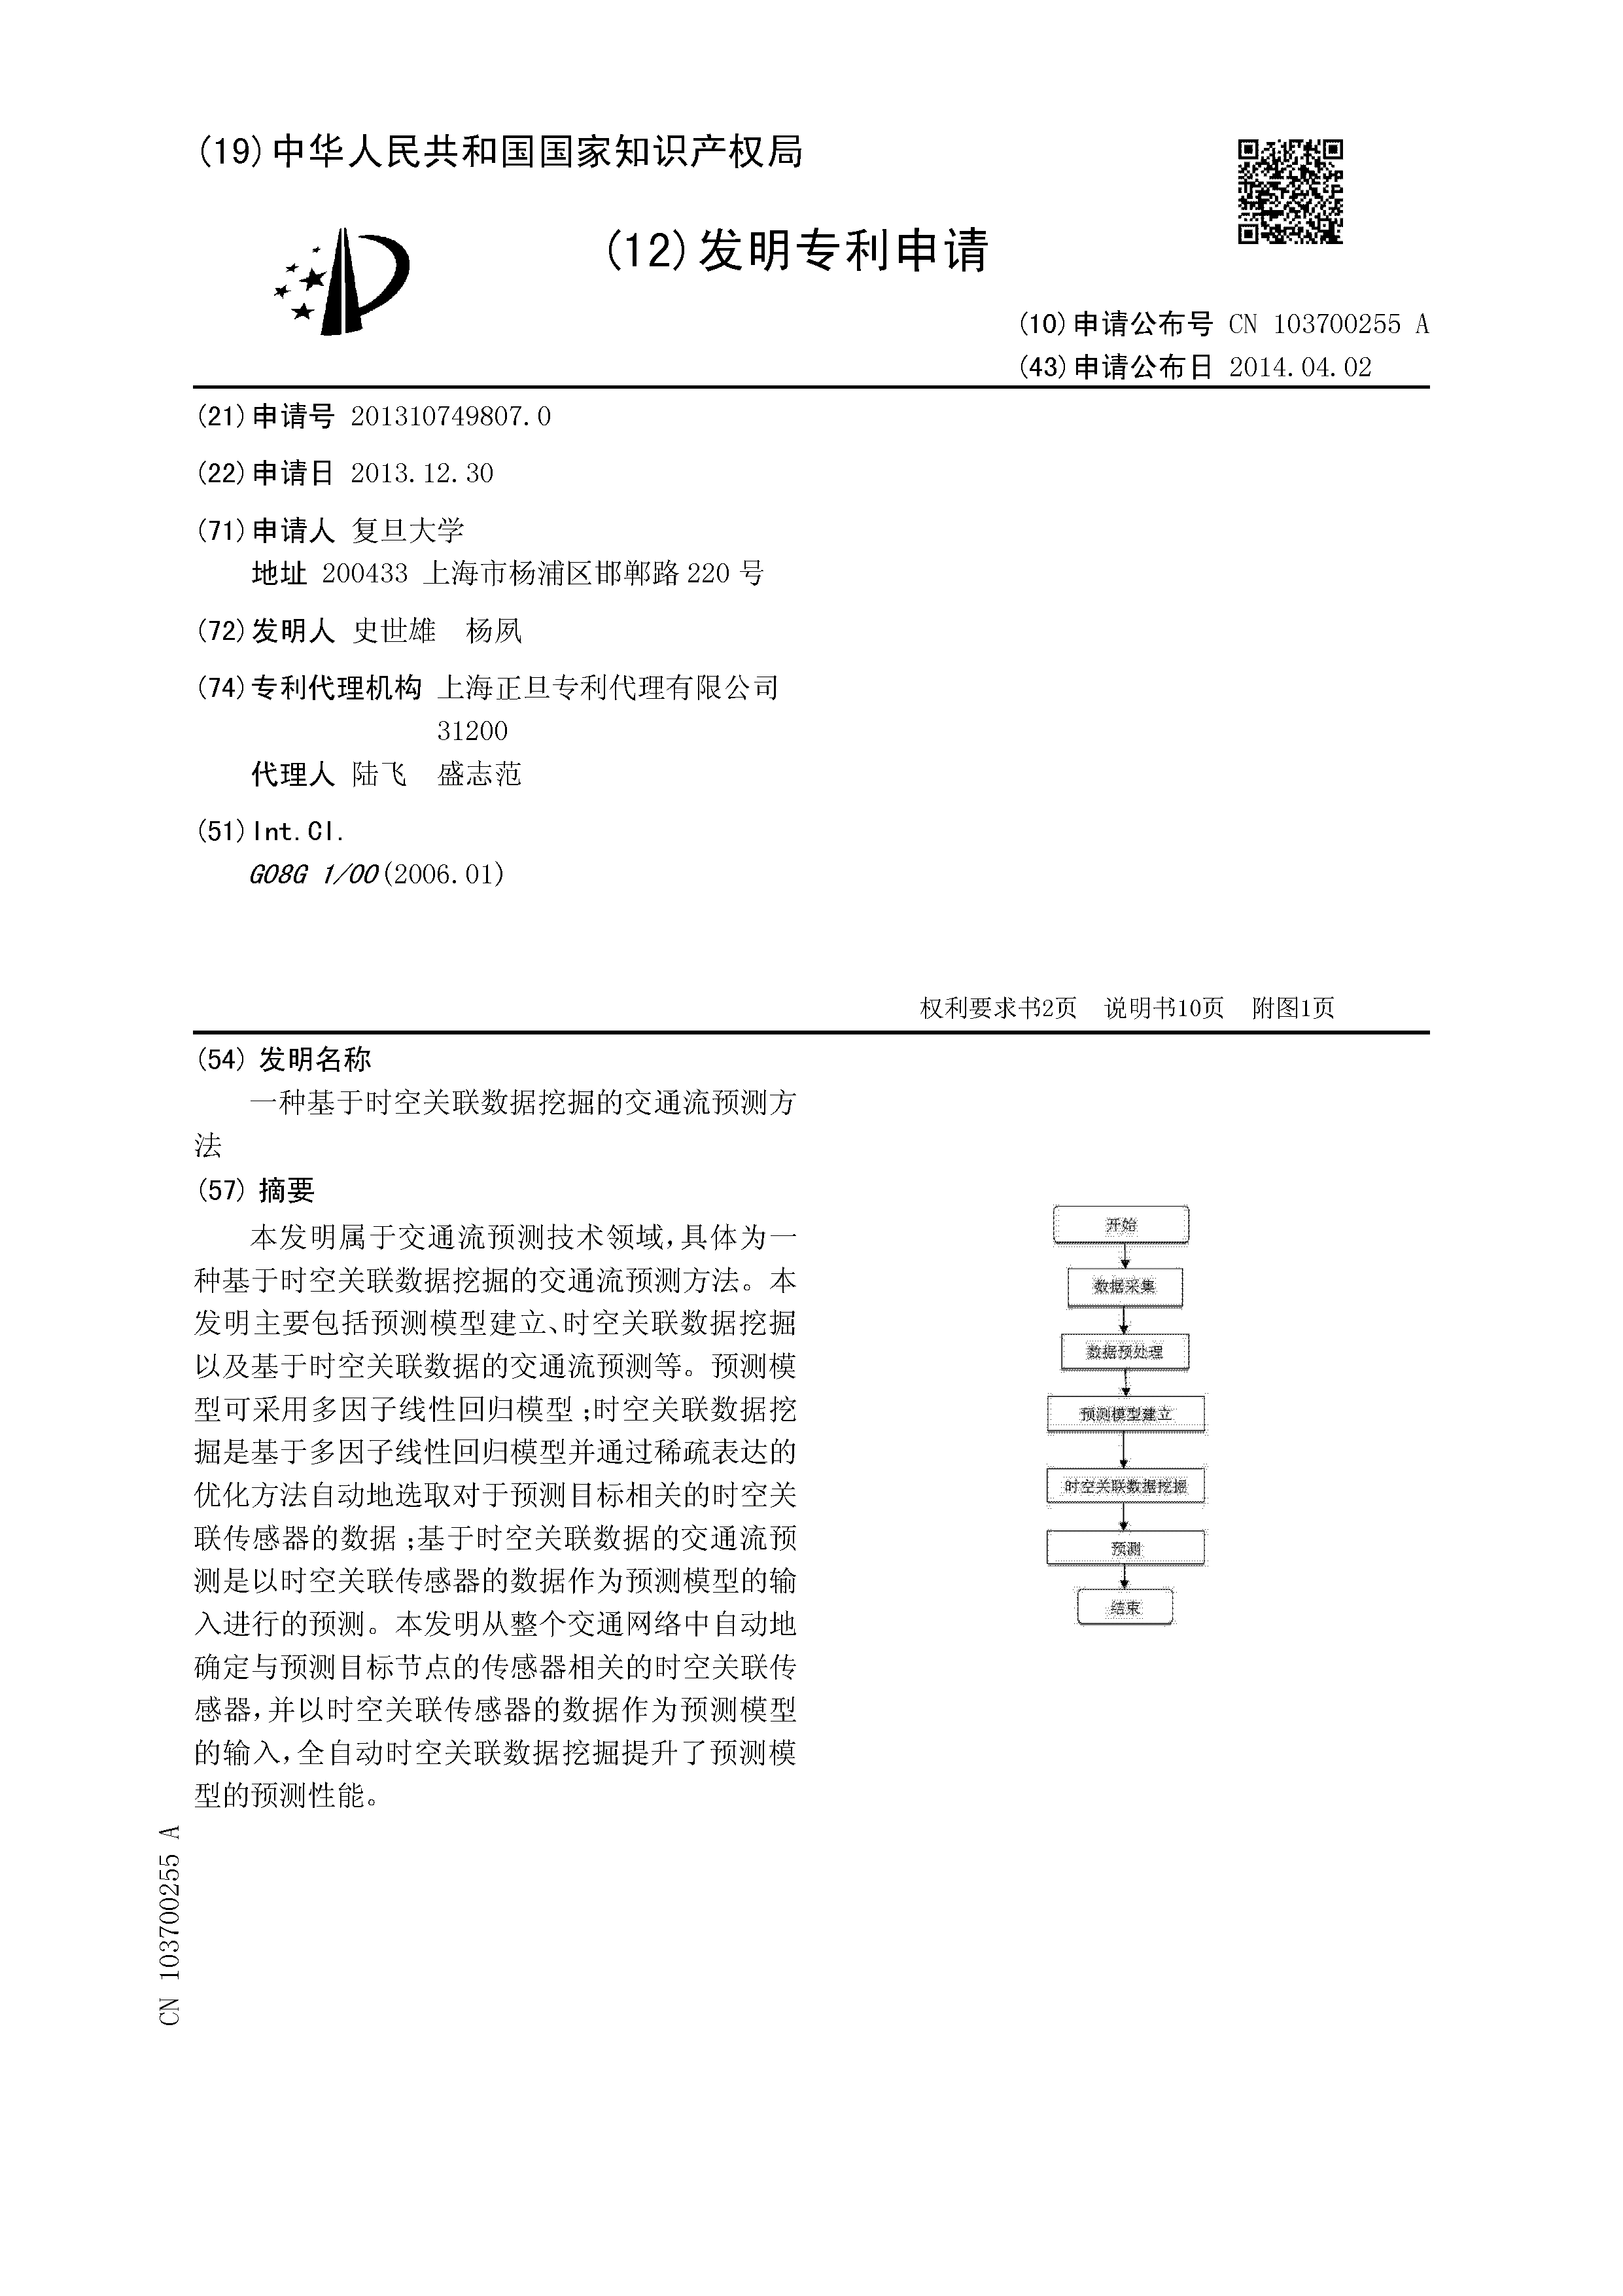 (19)中华人民共和国国家知识产权局
(12)发明专利申请
(10)申请公布号 CN 103700255 A
(43)申请公布日 2014.04.02
(21)申请号 201310749807.0
(22)申请日 2013.12.30
(71)申请人 复旦大学
地址 200433 上海市杨浦区邯郸路220号
(72)发明人 史世雄 杨夙
(74)专利代理机构 上海正旦专利代理有限公司
31200
代理人 陆飞 盛志范
(51)Int.Cl.
G08G 1/00(2006.01)
权利要求书2页 说明书10页 附图1页
(54)发明名称
一种基于时空关联数据挖掘的交通流预测方
法
(57)摘要
本发明属于交通流预测技术领域,具体为一
种基于时空关联数据挖掘的交通流预测方法。本
发明主要包括预测模型建立、时空关联数据挖掘
以及基于时空关联数据的交通流预测等。预测模
型可采用多因子线性回归模型;时空关联数据挖
掘是基于多因子线性回归模型并通过稀疏表达的
优化方法自动地选取对于预测目标相关的时空关
联传感器的数据;基于时空关联数据的交通流预
测是以时空关联传感器的数据作为预测模型的输
入进行的预测。本发明从整个交通网络中自动地
确定与预测目标节点的传感器相关的时空关联传
感器,并以时空关联传感器的数据作为预测模型
的输入,全自动时空关联数据挖掘提升了预测模
型的预测性能。
开始
数据采集
数据预处理
预测模型建立
时空关联数据挖掘
预测
结束
CN 103700255 A